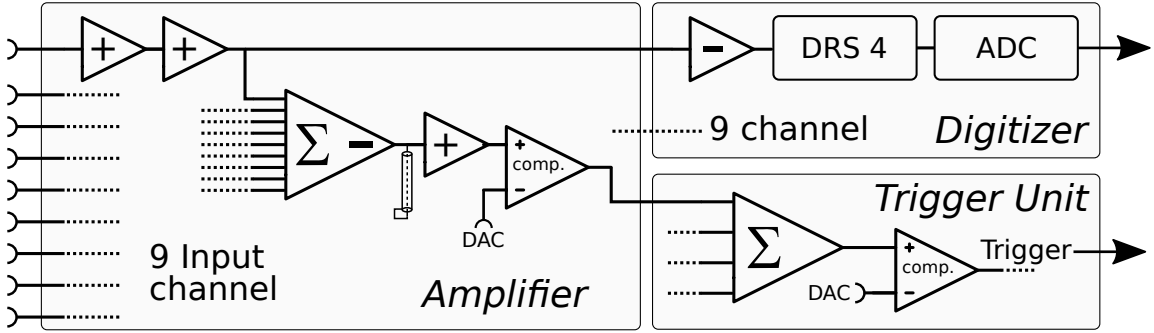 +
+
−
DRS 4
ADC
Σ −
+
+
comp.
−
DAC
9 channel
Digitizer
9 Input
channel
Amplifier
Trigger Unit
Σ
+
comp.
−
DAC
Trigger